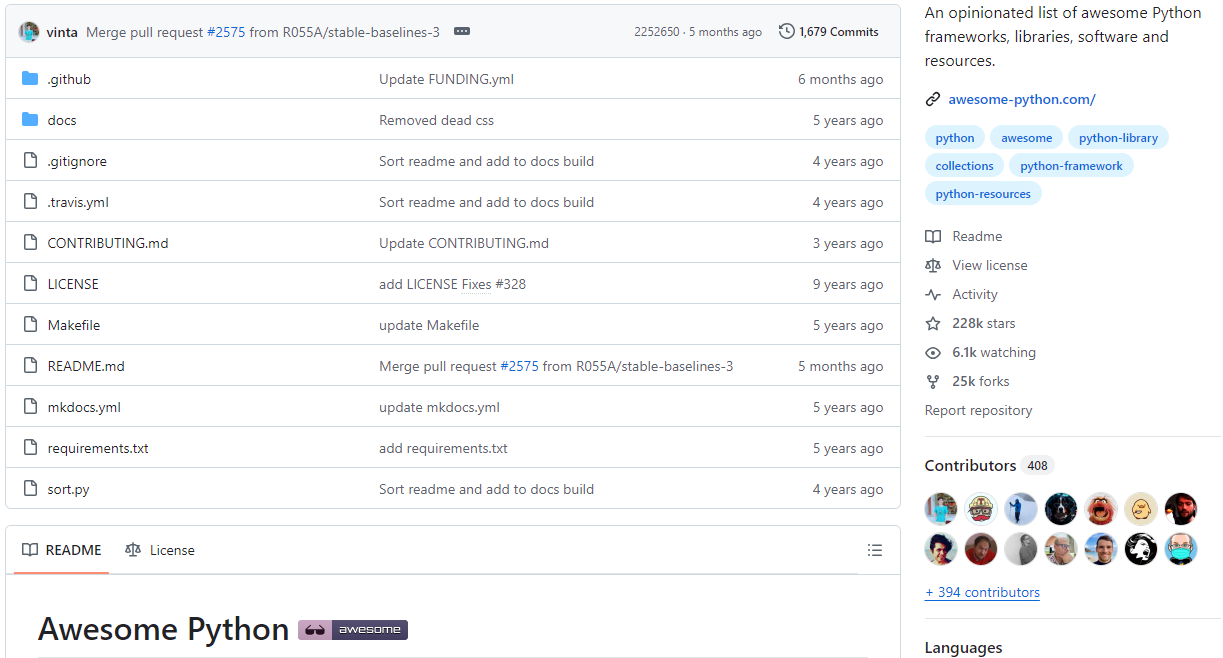 vinta Merge pull request #2575 from R055A/stable-baselines-3 2252650 · 5 months ago 1,679 Commits
.github Update FUNDING.yml 6 months ago
docs Removed dead css 5 years ago
.gitignore Sort readme and add to docs build 4 years ago
.travis.yml Sort readme and add to docs build 4 years ago
CONTRIBUTING.md Update CONTRIBUTING.md 3 years ago
LICENSE add LICENSE Fixes #328 9 years ago
Makefile update Makefile 5 years ago
README.md Merge pull request #2575 from R055A/stable-baselines-3 5 months ago
mkdocs.yml update mkdocs.yml 5 years ago
requirements.txt add requirements.txt 5 years ago
sort.py Sort readme and add to docs build 4 years ago
README License
Awesome Python awesome
An opinionated list of awesome Python
frameworks, libraries, software and
resources.
awesome-python.com/
python awesome python-library
collections python-framework
python-resources
Readme
View license
Activity
228k stars
6.1k watching
25k forks
Report repository
Contributors 408
+ 394 contributors
Languages